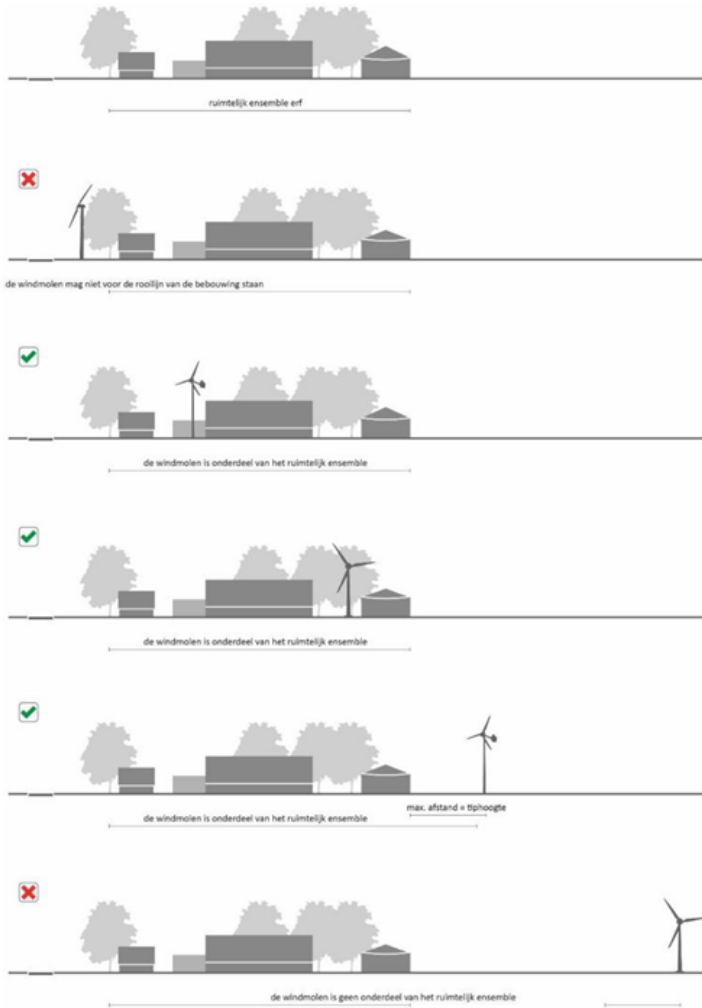 ruimtelijk ensemble erf
de windmolen mag niet voor de rooilijn van de bebouwing staan
de windmolen is onderdeel van het ruimtelijk ensemble
de windmolen is onderdeel van het ruimtelijk ensemble
max. afstand = tiphoogte
de windmolen is onderdeel van het ruimtelijk ensemble
de windmolen is geen onderdeel van het ruimtelijk ensemble